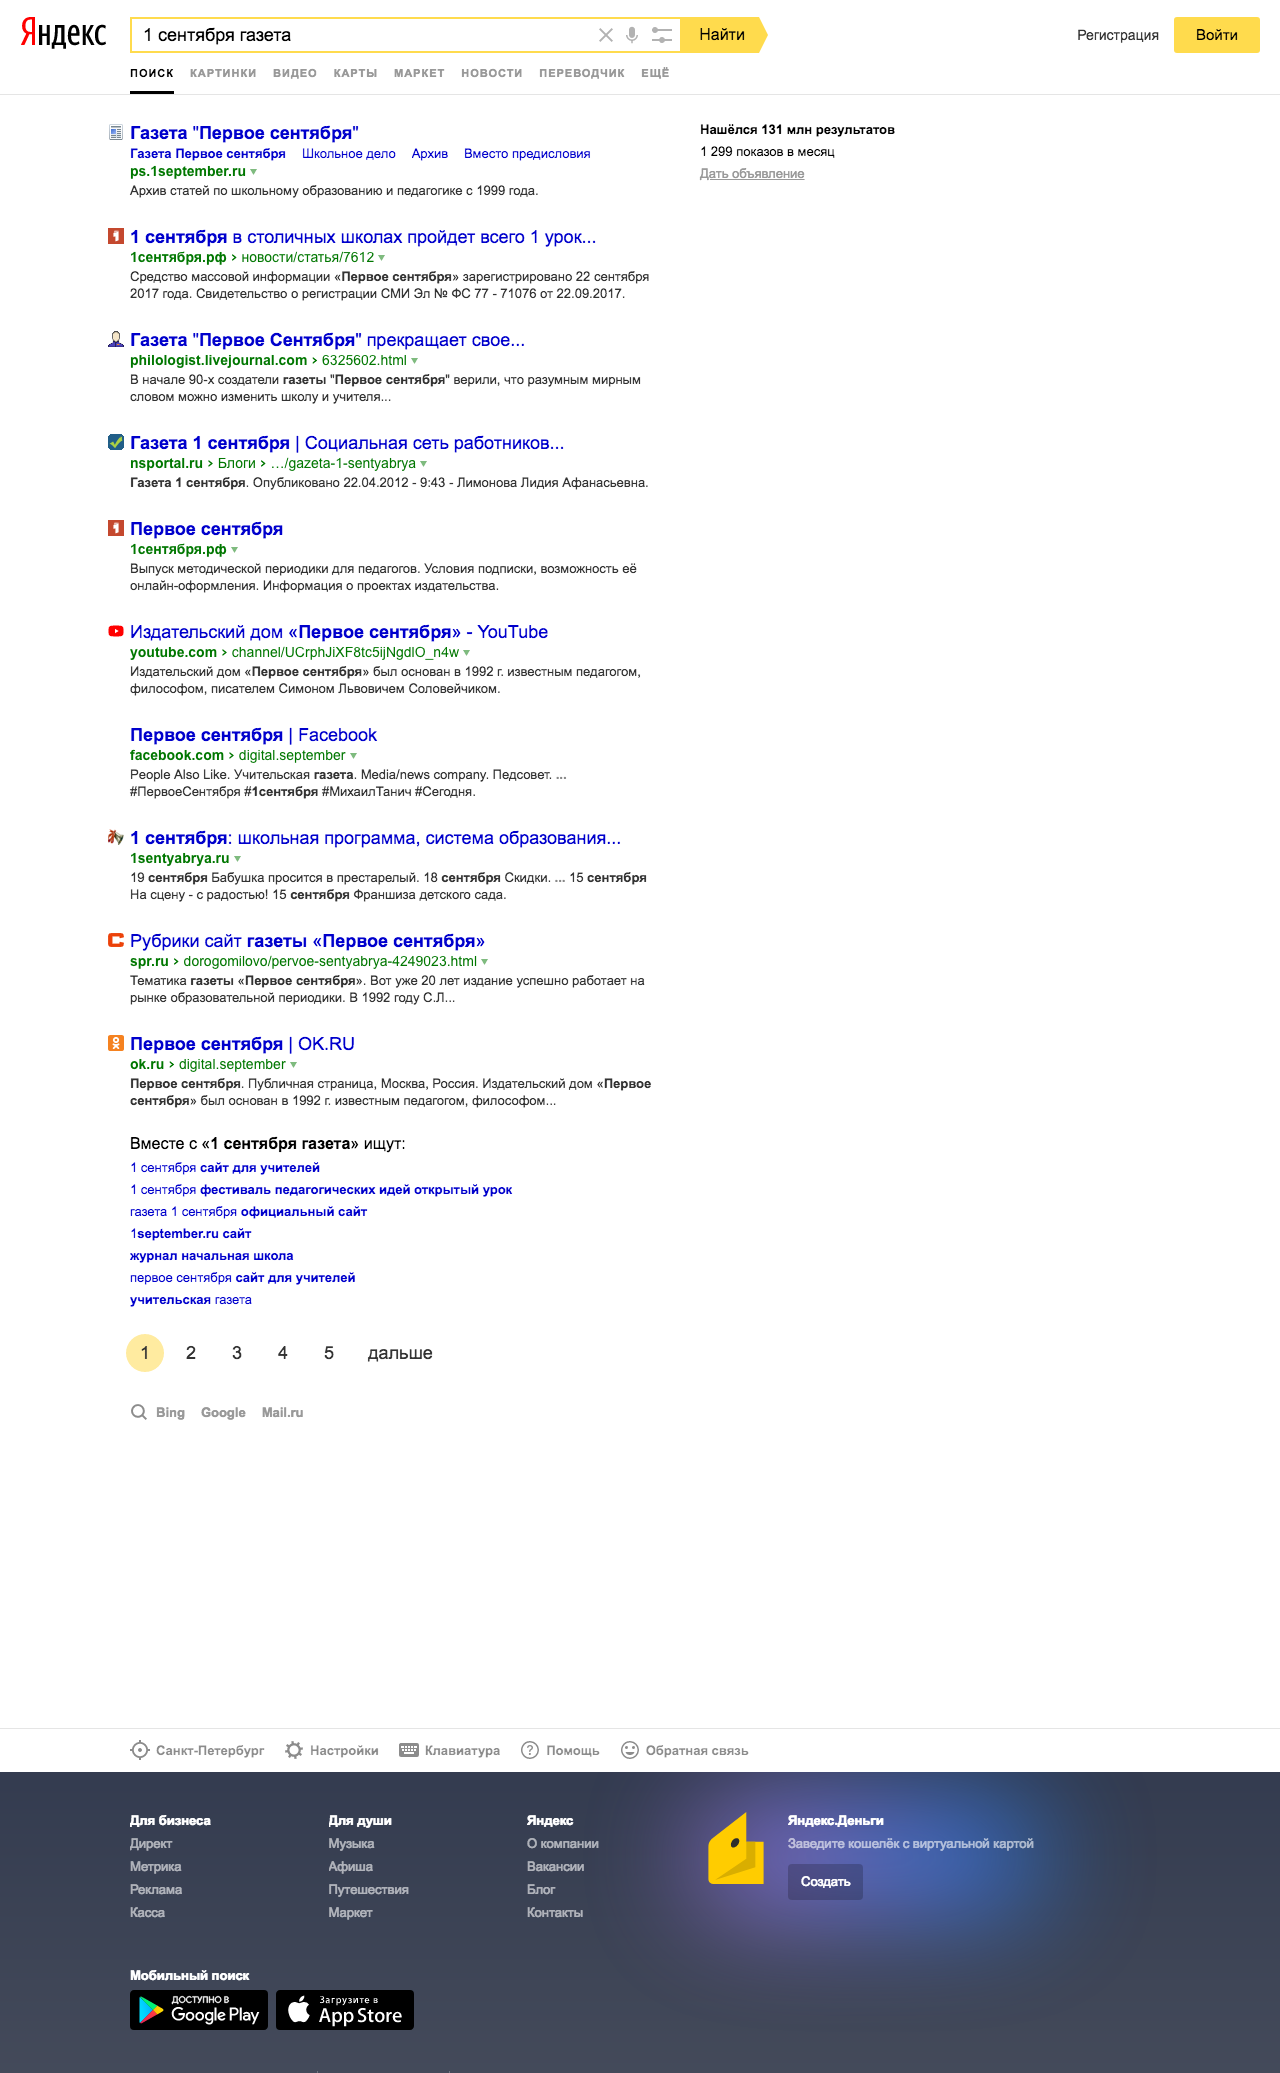 Яндекс
1 сентября газета
Найти
Регистрация
Войти
ПОИСК КАРТИНКИ ВИДЕО КАРТЫ МАРКЕТ НОВОСТИ ПЕРЕВОДЧИК ЕЩЁ
Газета "Первое сентября"
Газета Первое сентября Школьное дело Архив Вместо предисловия
ps.1september.ru
Архив статей по школьному образованию и педагогике с 1999 года.
1 сентября в столичных школах пройдет всего 1 урок...
1сентября.рф › новости/статья/7612
Средство массовой информации «Первое сентября» зарегистрировано 22 сентября
2017 года. Свидетельство о регистрации СМИ Эл № ФС 77 - 71076 от 22.09.2017.
Газета "Первое Сентября" прекращает свое...
philologist.livejournal.com › 6325602.html
В начале 90-х создатели газеты "Первое сентября" верили, что разумным мирным
словом можно изменить школу и учителя...
Газета 1 сентября | Социальная сеть работников...
nsportal.ru › Блоги › …/gazeta-1-sentyabrya
Газета 1 сентября. Опубликовано 22.04.2012 - 9:43 - Лимонова Лидия Афанасьевна.
Первое сентября
1сентября.рф
Выпуск методической периодики для педагогов. Условия подписки, возможность её
онлайн-оформления. Информация о проектах издательства.
Издательский дом «Первое сентября» - YouTube
youtube.com › channel/UCrphJiXF8tc5ijNgdlO_n4w
Издательский дом «Первое сентября» был основан в 1992 г. известным педагогом,
философом, писателем Симоном Львовичем Соловейчиком.
Первое сентября | Facebook
facebook.com › digital.september
People Also Like. Учительская газета. Media/news company. Педсовет. ...
#ПервоеСентября #1сентября #МихаилТанич #Сегодня.
1 сентября: школьная программа, система образования...
1sentyabrya.ru
19 сентября Бабушка просится в престарелый. 18 сентября Скидки. ... 15 сентября
На сцену - с радостью! 15 сентября Франшиза детского сада.
Рубрики сайт газеты «Первое сентября»
spr.ru › dorogomilovo/pervoe-sentyabrya-4249023.html
Тематика газеты «Первое сентября». Вот уже 20 лет издание успешно работает на
рынке образовательной периодики. В 1992 году С.Л...
Первое сентября | OK.RU
ok.ru › digital.september
Первое сентября. Публичная страница, Москва, Россия. Издательский дом «Первое
сентября» был основан в 1992 г. известным педагогом, философом...
Вместе с «1 сентября газета» ищут:
1 сентября сайт для учителей
1 сентября фестиваль педагогических идей открытый урок
газета 1 сентября официальный сайт
1september.ru сайт
журнал начальная школа
первое сентября сайт для учителей
учительская газета
1 2 3 4 5 дальше
Bing Google Mail.ru
Нашёлся 131 млн результатов
1 299 показов в месяц
Дать объявление
Санкт-Петербург Настройки Клавиатура Помощь Обратная связь
Для бизнеса
Директ
Метрика
Реклама
Касса
Для души
Музыка
Афиша
Путешествия
Маркет
Яндекс
О компании
Вакансии
Блог
Контакты
Яндекс.Деньги
Заведите кошелёк с виртуальной картой
Создать
Мобильный поиск
ДОСТУПНО В
Google Play
Загрузите в
App Store